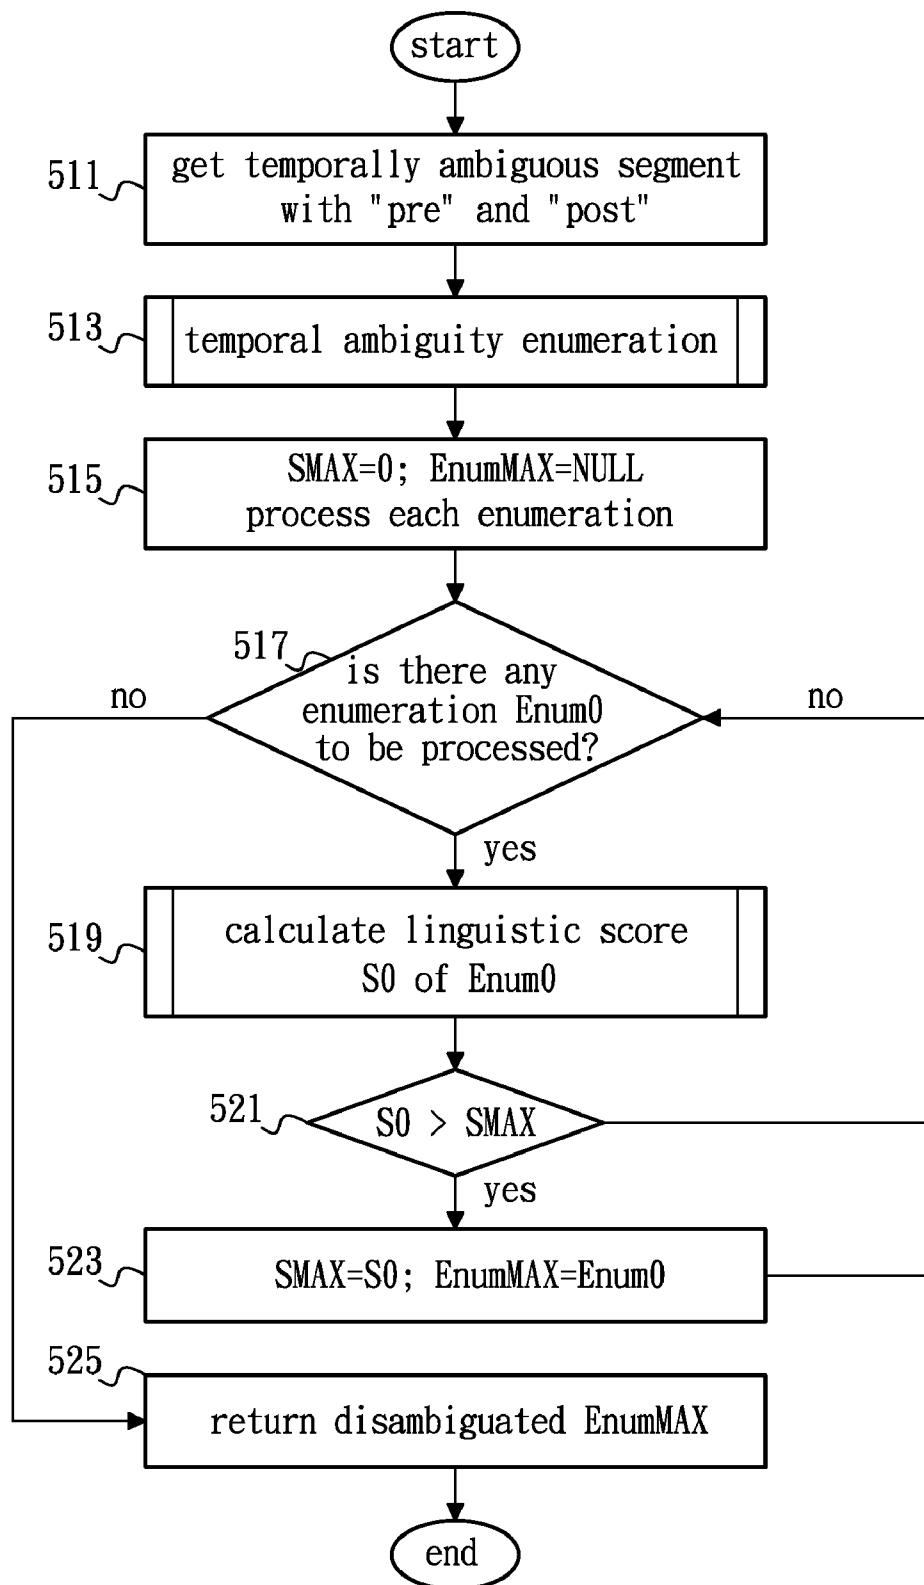 start
511
get temporally ambiguous segment
with "pre" and "post"
513
temporal ambiguity enumeration
515
SMAX=0; EnumMAX=NULL
process each enumeration
517
is there any
enumeration Enum0
to be processed?
no
no
yes
519
calculate linguistic score
S0 of Enum0
521
S0 > SMAX
yes
523
SMAX=S0; EnumMAX=Enum0
525
return disambiguated EnumMAX
end